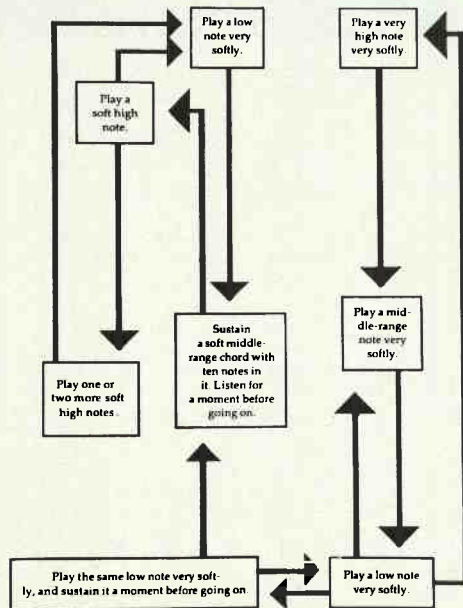 Play a low
note very
softly.
Play a very
high note
very softly.
Play a
soft high
note.
Sustain
a soft middle-
range chord with
ten notes in
it. Listen for
a moment before
going on.
Play a mid-
dle-range
note very
softly.
Play one or
two more soft
high notes.
Play the same low note very soft-
ly, and sustain it a moment before going on.
Play a low note
very softly.